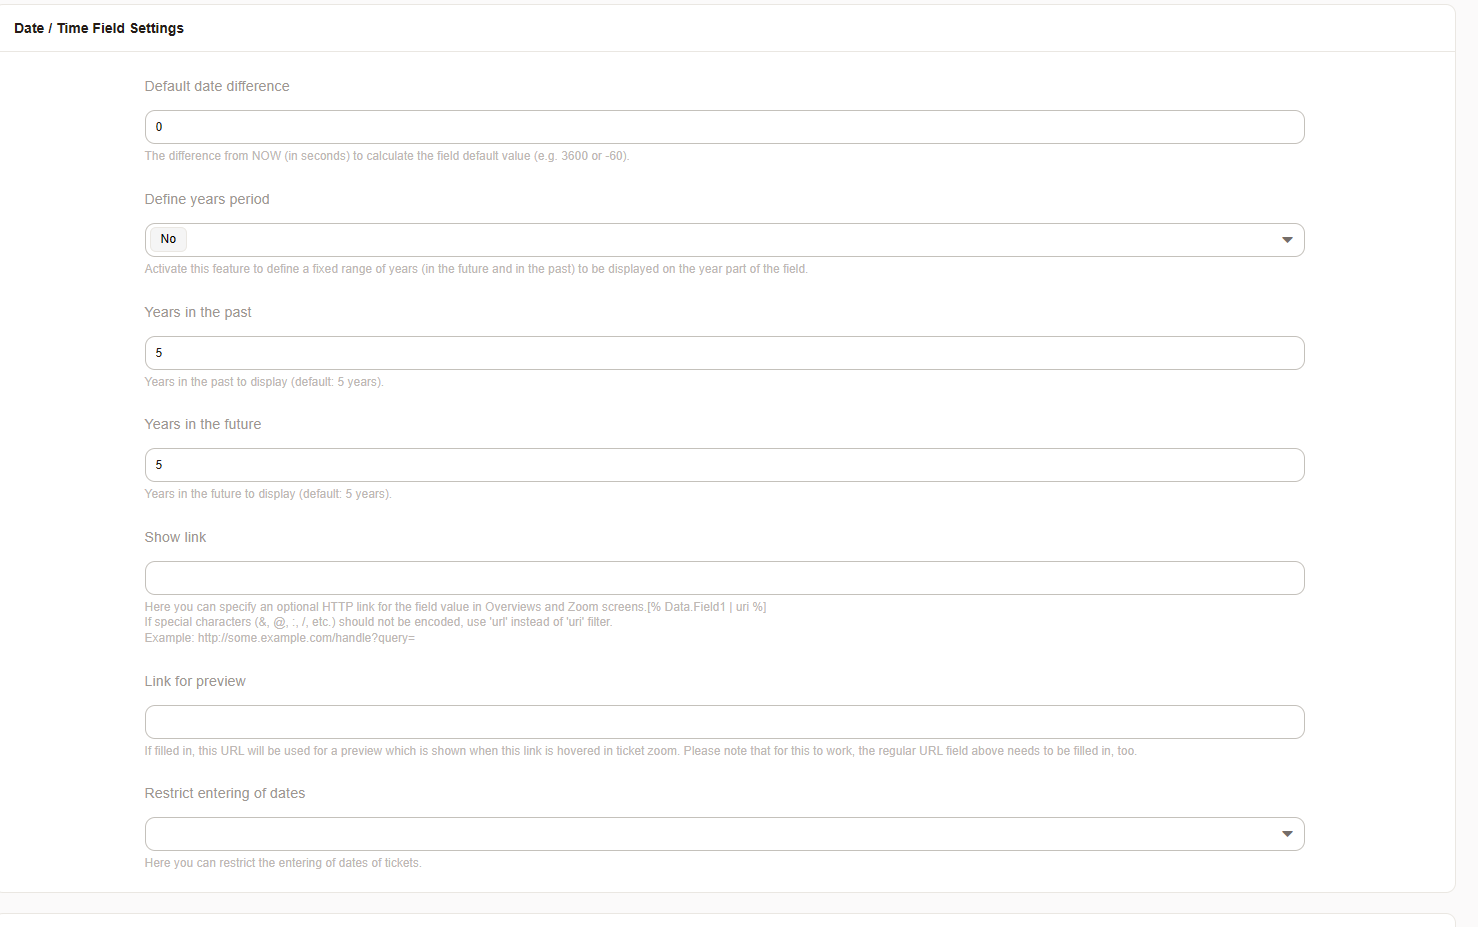 Date / Time Field Settings
Default date difference
0
The difference from NOW (in seconds) to calculate the field default value (e.g. 3600 or -60).
Define years period
No
Activate this feature to define a fixed range of years (in the future and in the past) to be displayed on the year part of the field.
Years in the past
5
Years in the past to display (default: 5 years).
Years in the future
5
Years in the future to display (default: 5 years).
Show link
Here you can specify an optional HTTP link for the field value in Overviews and Zoom screens.[% Data.Field1 | uri %]
If special characters (&, @, :, /, etc.) should not be encoded, use 'url' instead of 'uri' filter.
Example: http://some.example.com/handle?query=
Link for preview
If filled in, this URL will be used for a preview which is shown when this link is hovered in ticket zoom. Please note that for this to work, the regular URL field above needs to be filled in, too.
Restrict entering of dates
Here you can restrict the entering of dates of tickets.